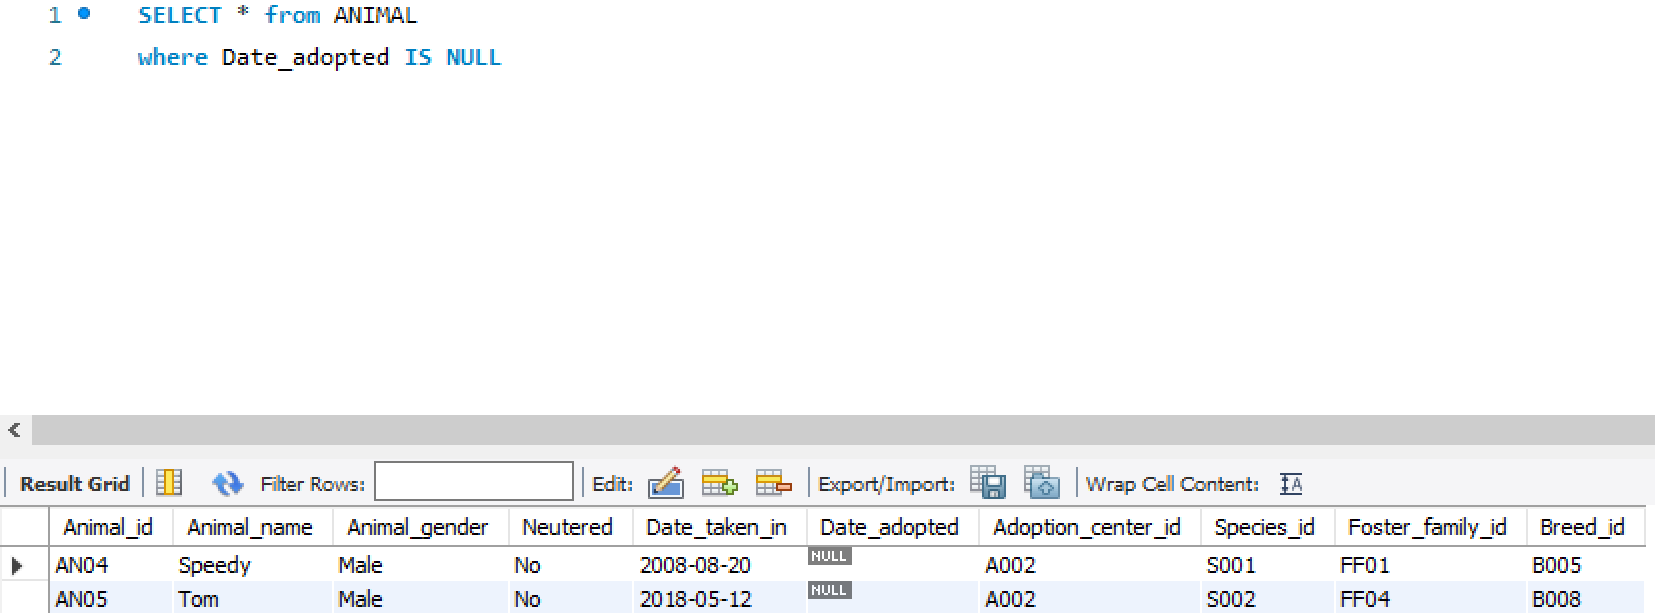 1 SELECT * from ANIMAL
2 where Date_adopted IS NULL
Result Grid Filter Rows: Edit: Export/Import: Wrap Cell Content: IA
Animal_id Animal_name Animal_gender Neutered Date_taken_in Date_adopted Adoption_center_id Species_id Foster_family_id Breed_id
AN04 Speedy Male No 2008-08-20 NULL A002 S001 FF01 B005
AN05 Tom Male No 2018-05-12 NULL A002 S002 FF04 B008